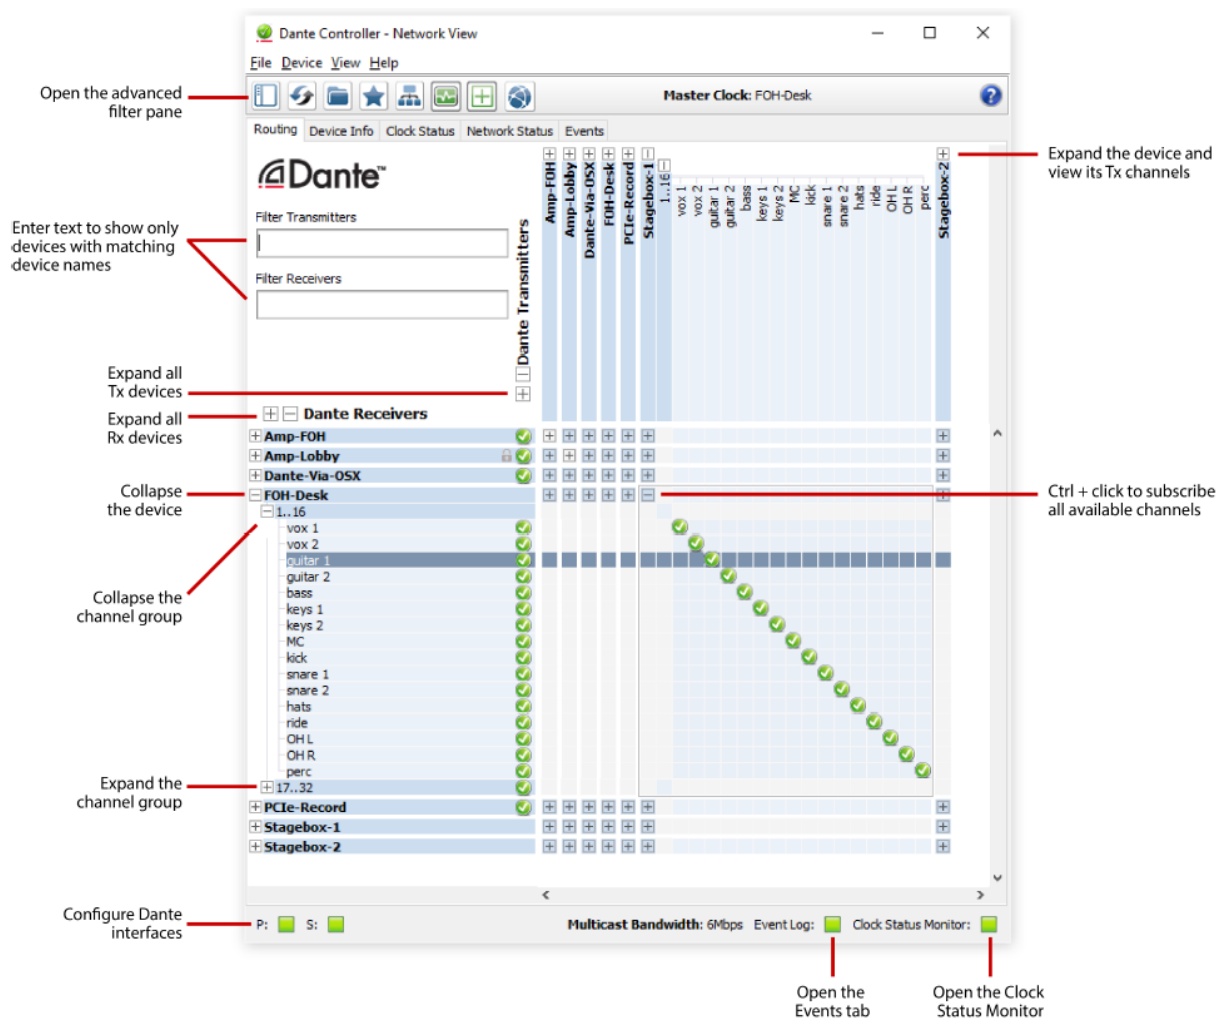 Dante Controller - Network View
File Device View Help
Open the advanced
filter pane
Master Clock: FOH-Desk
?
Routing Device Info Clock Status Network Status Events
Dante™
Filter Transmitters
Filter Receivers
Enter text to show only
devices with matching
device names
Dante Transmitters
Amp-FOH
Amp-Lobby
Dante-Via-OSX
FOH-Desk
PCIe-Record
Stagebox-1
1..16
vox 1
vox 2
guitar 1
guitar 2
bass
keys 1
keys 2
MC
kick
snare 1
snare 2
hats
ride
OH L
OH R
perc
Stagebox-2
Expand the device and
view its Tx channels
Expand all
Tx devices
Expand all
Rx devices
Dante Receivers
Amp-FOH
Amp-Lobby
Dante-Via-OSX
FOH-Desk
1..16
vox 1
vox 2
guitar 1
guitar 2
bass
keys 1
keys 2
MC
kick
snare 1
snare 2
hats
ride
OH L
OH R
perc
17..32
PCIe-Record
Stagebox-1
Stagebox-2
Collapse
the device
Ctrl + click to subscribe
all available channels
Collapse the
channel group
Expand the
channel group
Configure Dante
interfaces
P: S:
Multicast Bandwidth: 6Mbps Event Log: Clock Status Monitor:
Open the
Events tab
Open the Clock
Status Monitor